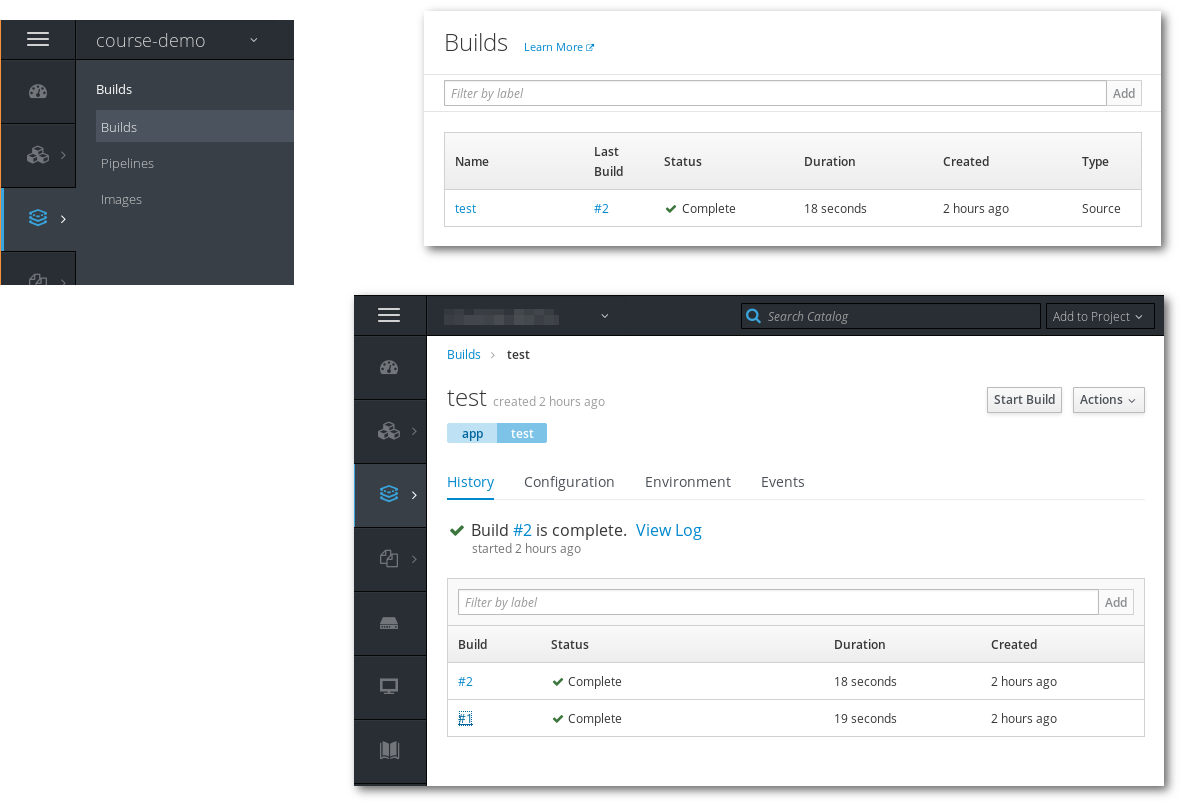 course-demo
Builds
Builds
Pipelines
Images
Builds Learn More
Filter by label Add
Name Last Build Status Duration Created Type
test #2 Complete 18 seconds 2 hours ago Source
Search Catalog Add to Project
Builds > test
test created 2 hours ago Start Build Actions
app test
History Configuration Environment Events
Build #2 is complete. View Log
started 2 hours ago
Filter by label Add
Build Status Duration Created
#2 Complete 18 seconds 2 hours ago
#1 Complete 19 seconds 2 hours ago